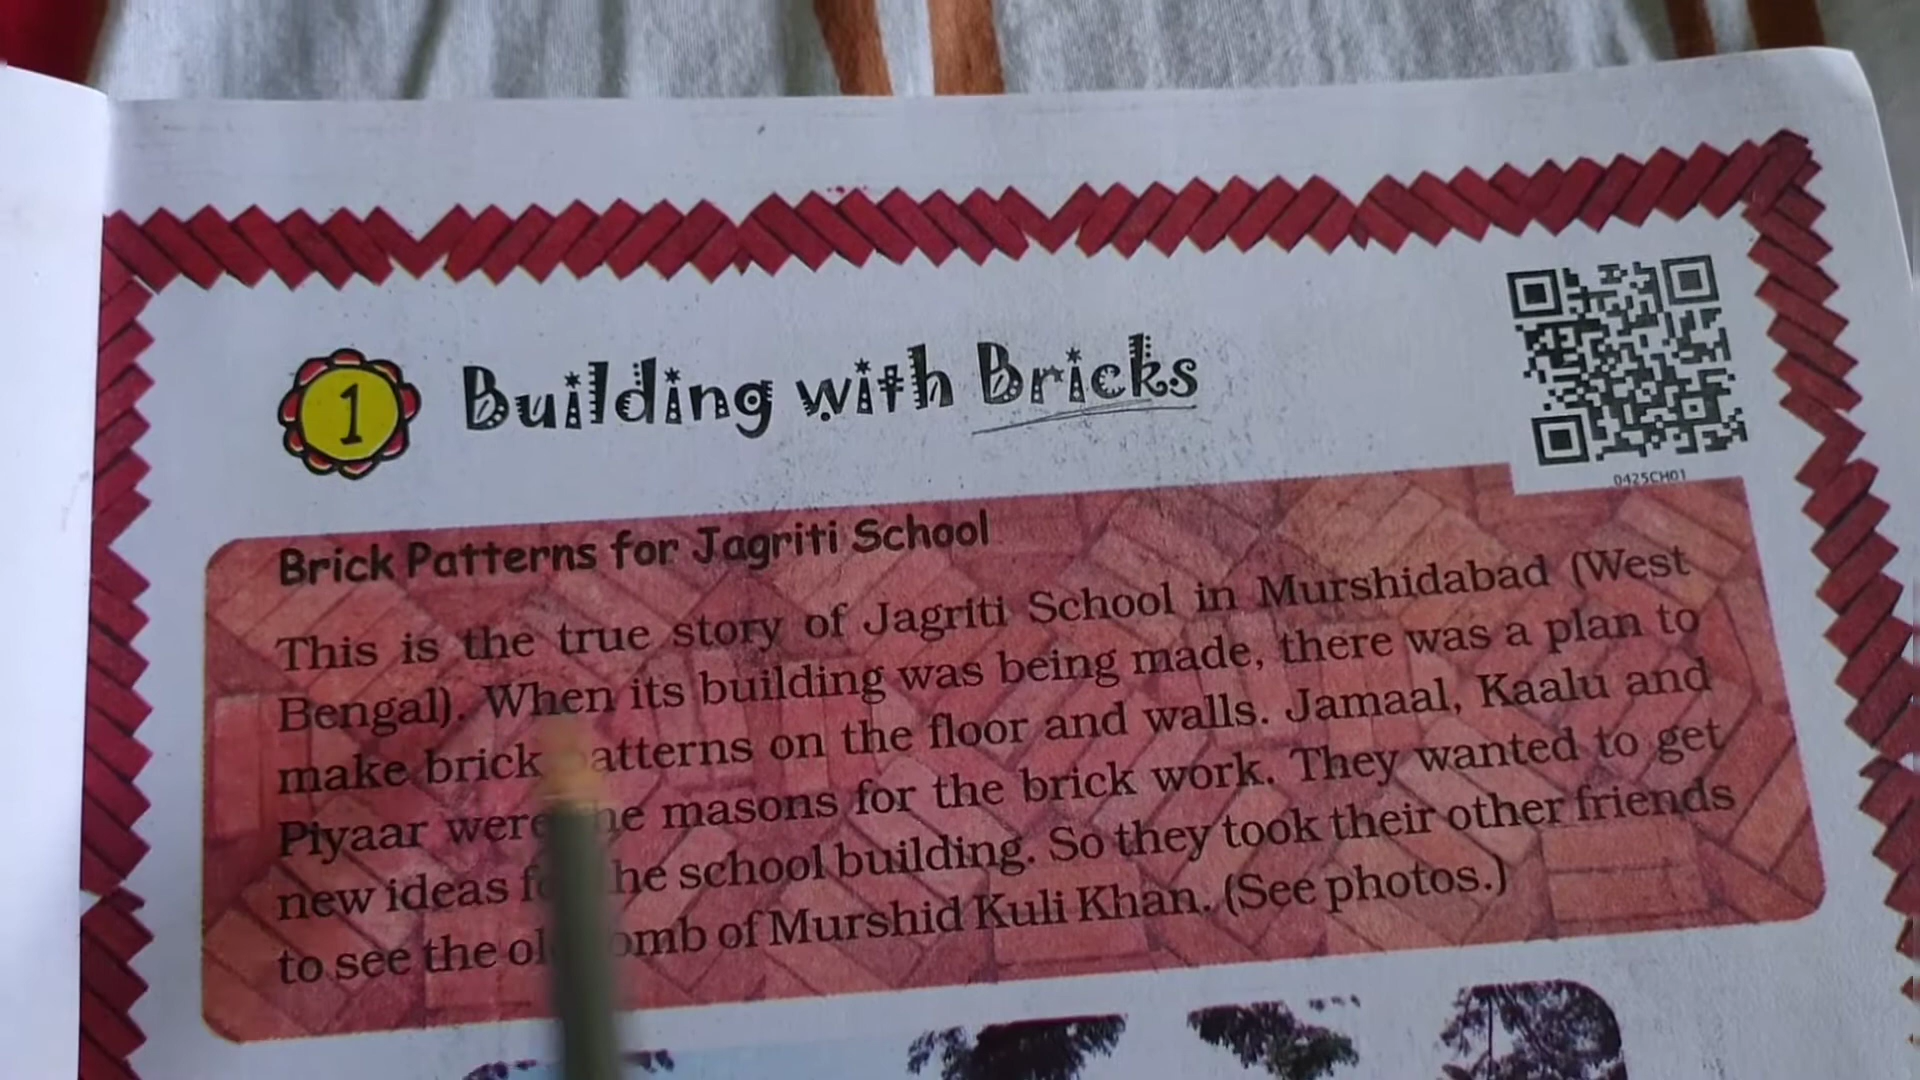 1 Building with Bricks
0425CH01
Brick Patterns for Jagriti School
This is the true story of Jagriti School in Murshidabad (West
Bengal). When its building was being made, there was a plan to
make brick atterns on the floor and walls. Jamaal, Kaalu and
Piyaar were he masons for the brick work. They wanted to get
new ideas f he school building. So they took their other friends
to see the ol omb of Murshid Kuli Khan. (See photos.)